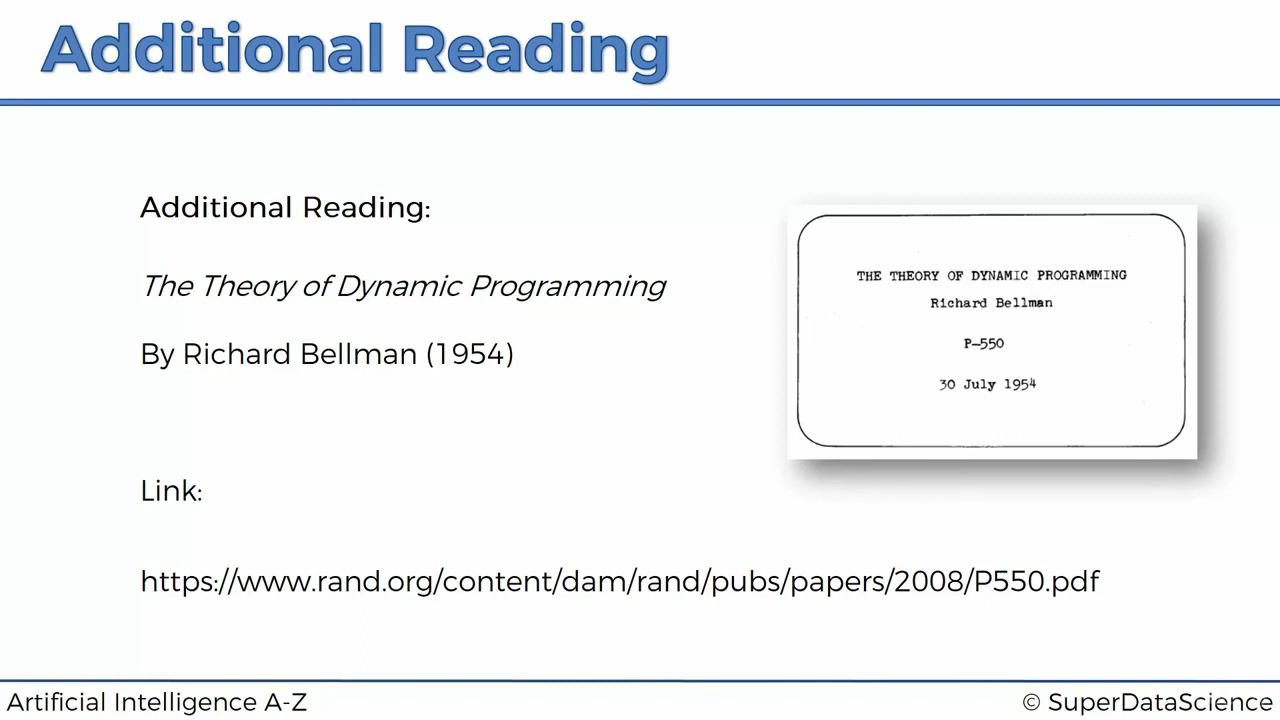 Additional Reading
Additional Reading:
The Theory of Dynamic Programming
By Richard Bellman (1954)
THE THEORY OF DYNAMIC PROGRAMMING
Richard Bellman
P-550
30 July 1954
Link:
https://www.rand.org/content/dam/rand/pubs/papers/2008/P550.pdf
Artificial Intelligence A-Z
© SuperDataScience